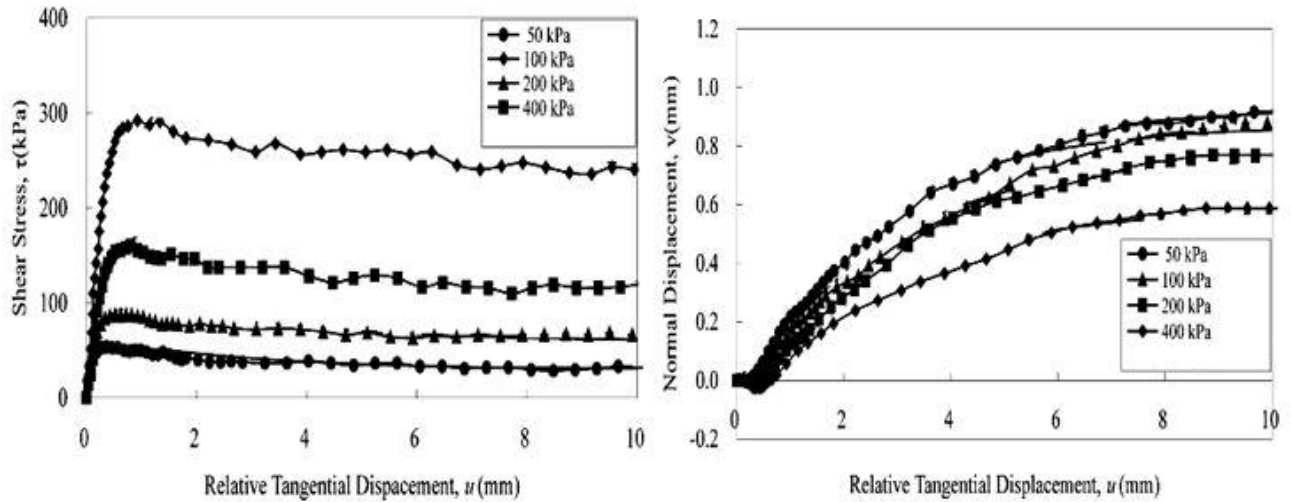 400
300
200
100
0
Shear Stress, τ(kPa)
50 kPa
100 kPa
200 kPa
400 kPa
0 2 4 6 8 10
Relative Tangential Dispacement, u (mm)
1.2
1.0
0.8
0.6
0.4
0.2
0.0
-0.2
Normal Displacement, v(mm)
50 kPa
100 kPa
200 kPa
400 kPa
0 2 4 6 8 10
Relative Tangential Displacement, u (mm)